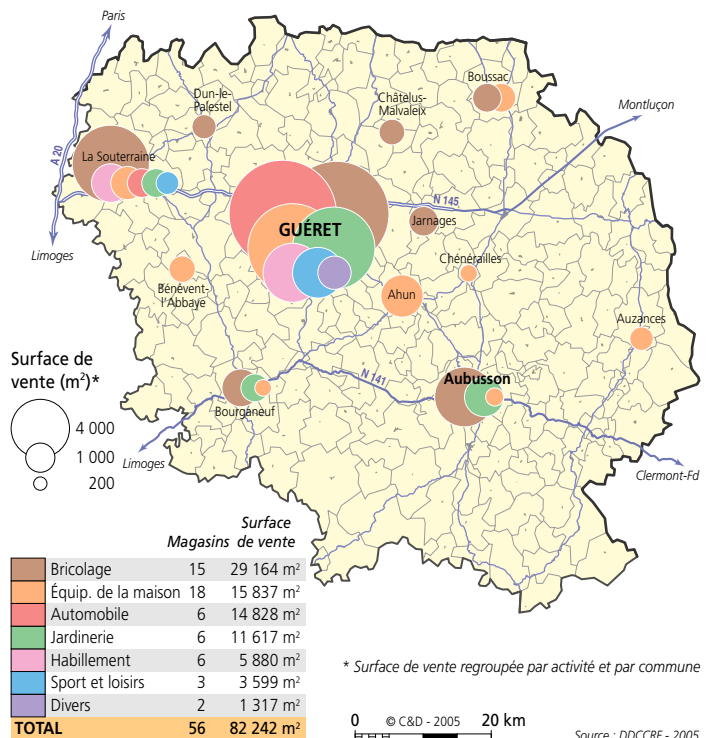 Paris
Boussac
Dun-le-
Palestel
Châtelus-
Malvaleix
Montluçon
A 20
La Souterraine
N 145
GUÉRET
Jarnages
Limoges
Chénérailles
Bénévent-
l'Abbaye
Ahun
Auzances
Surface de
vente (m²)*
4 000
1 000
200
N 141
Aubusson
Bourganeuf
Limoges
Clermont-Fd
Surface
Magasins de vente
Bricolage 15 29 164 m²
Équip. de la maison 18 15 837 m²
Automobile 6 14 828 m²
Jardinerie 6 11 617 m²
Habillement 6 5 880 m²
Sport et loisirs 3 3 599 m²
Divers 2 1 317 m²
TOTAL 56 82 242 m²
* Surface de vente regroupée par activité et par commune
0 © C&D - 2005 20 km
Source : DDCCRF - 2005